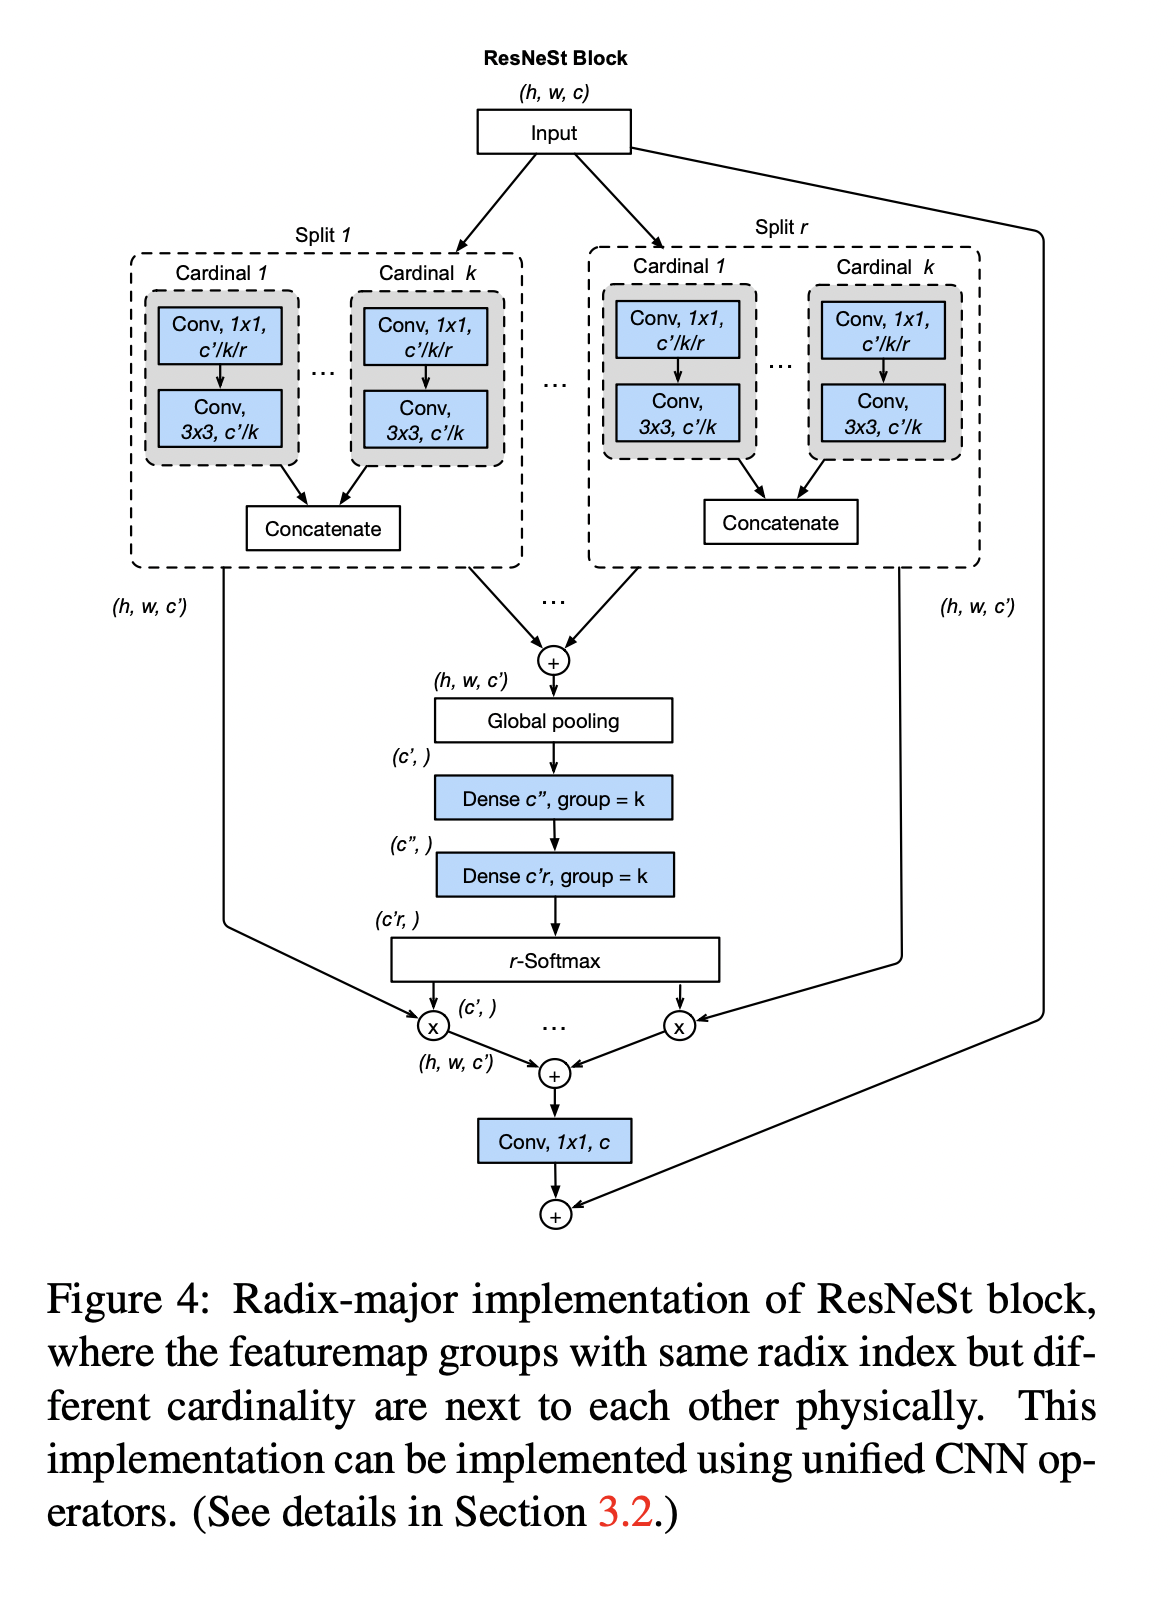 ResNeSt Block
(h, w, c)
Input
Split 1
Split r
Cardinal 1
Cardinal k
Cardinal 1
Cardinal k
Conv, 1x1,
c’/k/r
Conv, 1x1,
c’/k/r
Conv, 1x1,
c’/k/r
Conv, 1x1,
c’/k/r
...
...
...
Conv,
3x3, c’/k
Conv,
3x3, c’/k
Conv,
3x3, c’/k
Conv,
3x3, c’/k
Concatenate
Concatenate
(h, w, c’)
...
(h, w, c’)
+
(h, w, c’)
Global pooling
(c’, )
Dense c”, group = k
(c”, )
Dense c’r, group = k
(c’r, )
r-Softmax
(c’, )
x
...
x
(h, w, c’)
+
Conv, 1x1, c
+
Figure 4: Radix-major implementation of ResNeSt block,
where the featuremap groups with same radix index but dif-
ferent cardinality are next to each other physically. This
implementation can be implemented using unified CNN op-
erators. (See details in Section 3.2.)